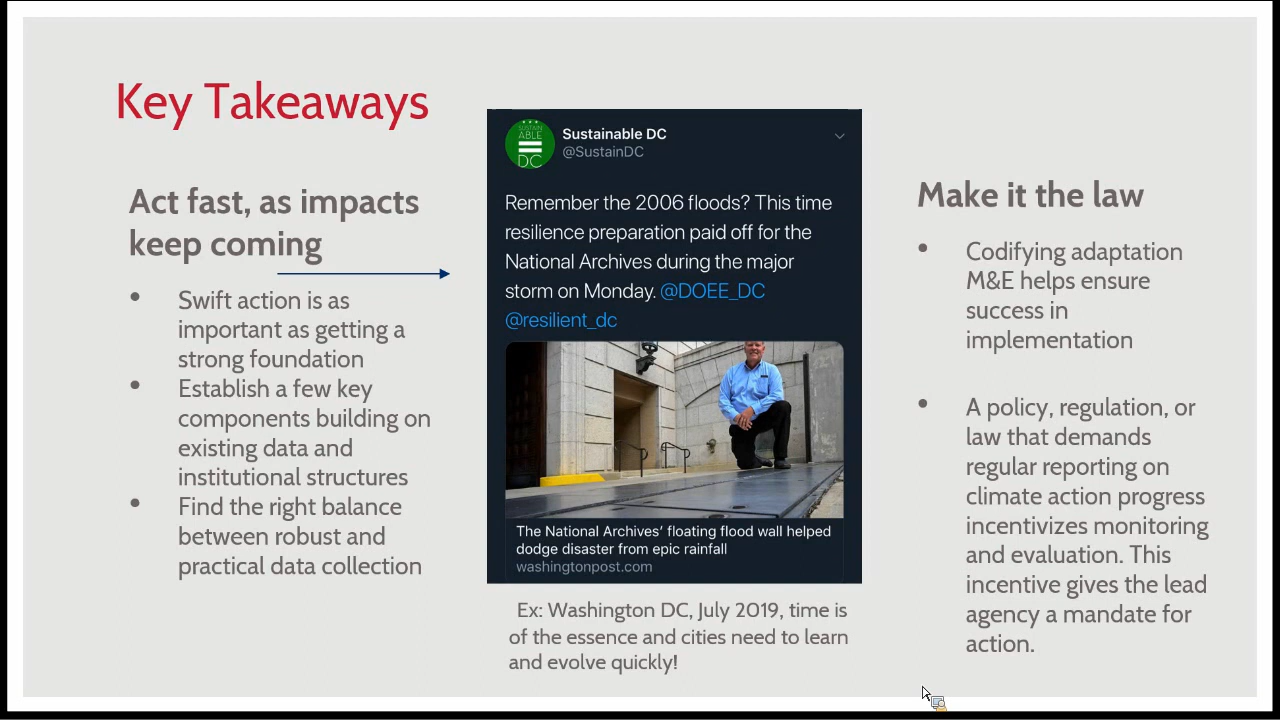 Key Takeaways
Act fast, as impacts
keep coming
• Swift action is as
important as getting a
strong foundation
• Establish a few key
components building on
existing data and
institutional structures
• Find the right balance
between robust and
practical data collection
SUSTAIN
ABLE
DC
Sustainable DC
@SustainDC
Remember the 2006 floods? This time
resilience preparation paid off for the
National Archives during the major
storm on Monday. @DOEE_DC
@resilient_dc
The National Archives’ floating flood wall helped
dodge disaster from epic rainfall
washingtonpost.com
Ex: Washington DC, July 2019, time is
of the essence and cities need to learn
and evolve quickly!
Make it the law
• Codifying adaptation
M&E helps ensure
success in
implementation
• A policy, regulation, or
law that demands
regular reporting on
climate action progress
incentivizes monitoring
and evaluation. This
incentive gives the lead
agency a mandate for
action.